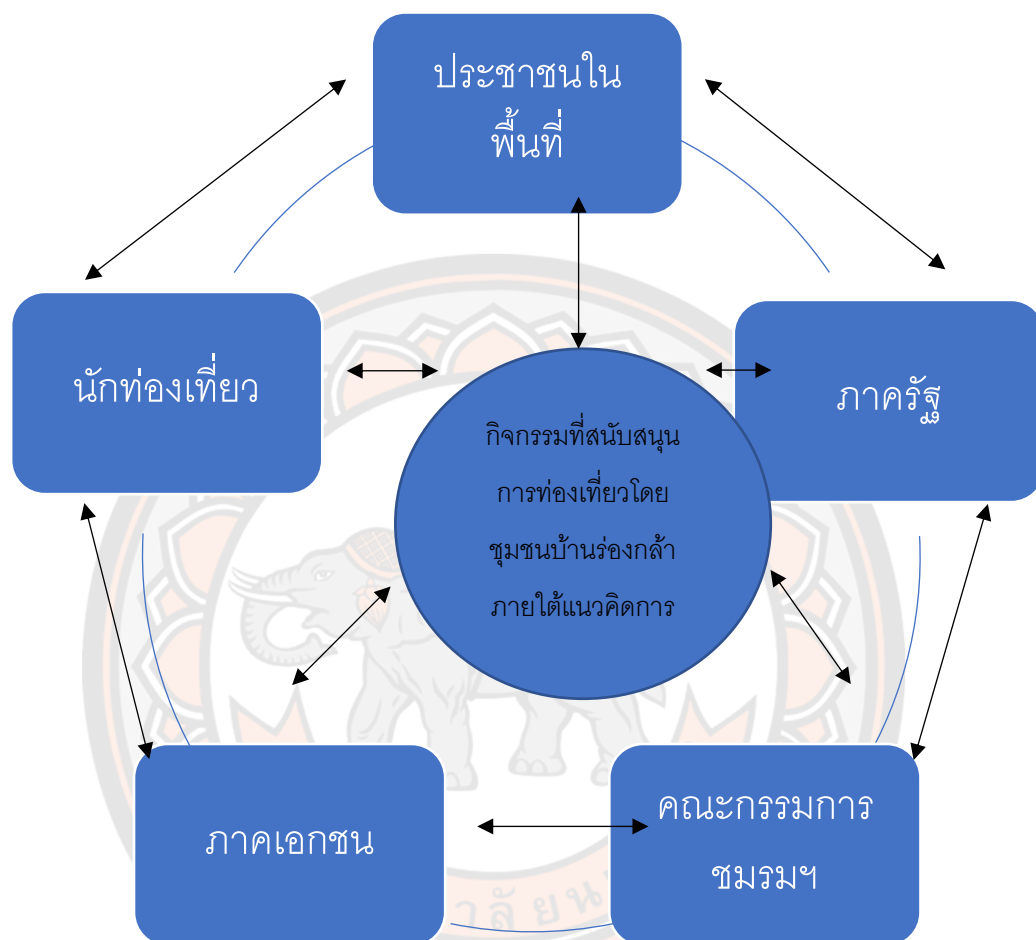 ประชาชนใน
พื้นที่
นักท่องเที่ยว
ภาครัฐ
กิจกรรมที่สนับสนุน
การท่องเที่ยวโดย
ชุมชนบ้านร่องกล้า
ภายใต้แนวคิดการ
ภาคเอกชน
คณะกรรมการ
ชมรมฯ